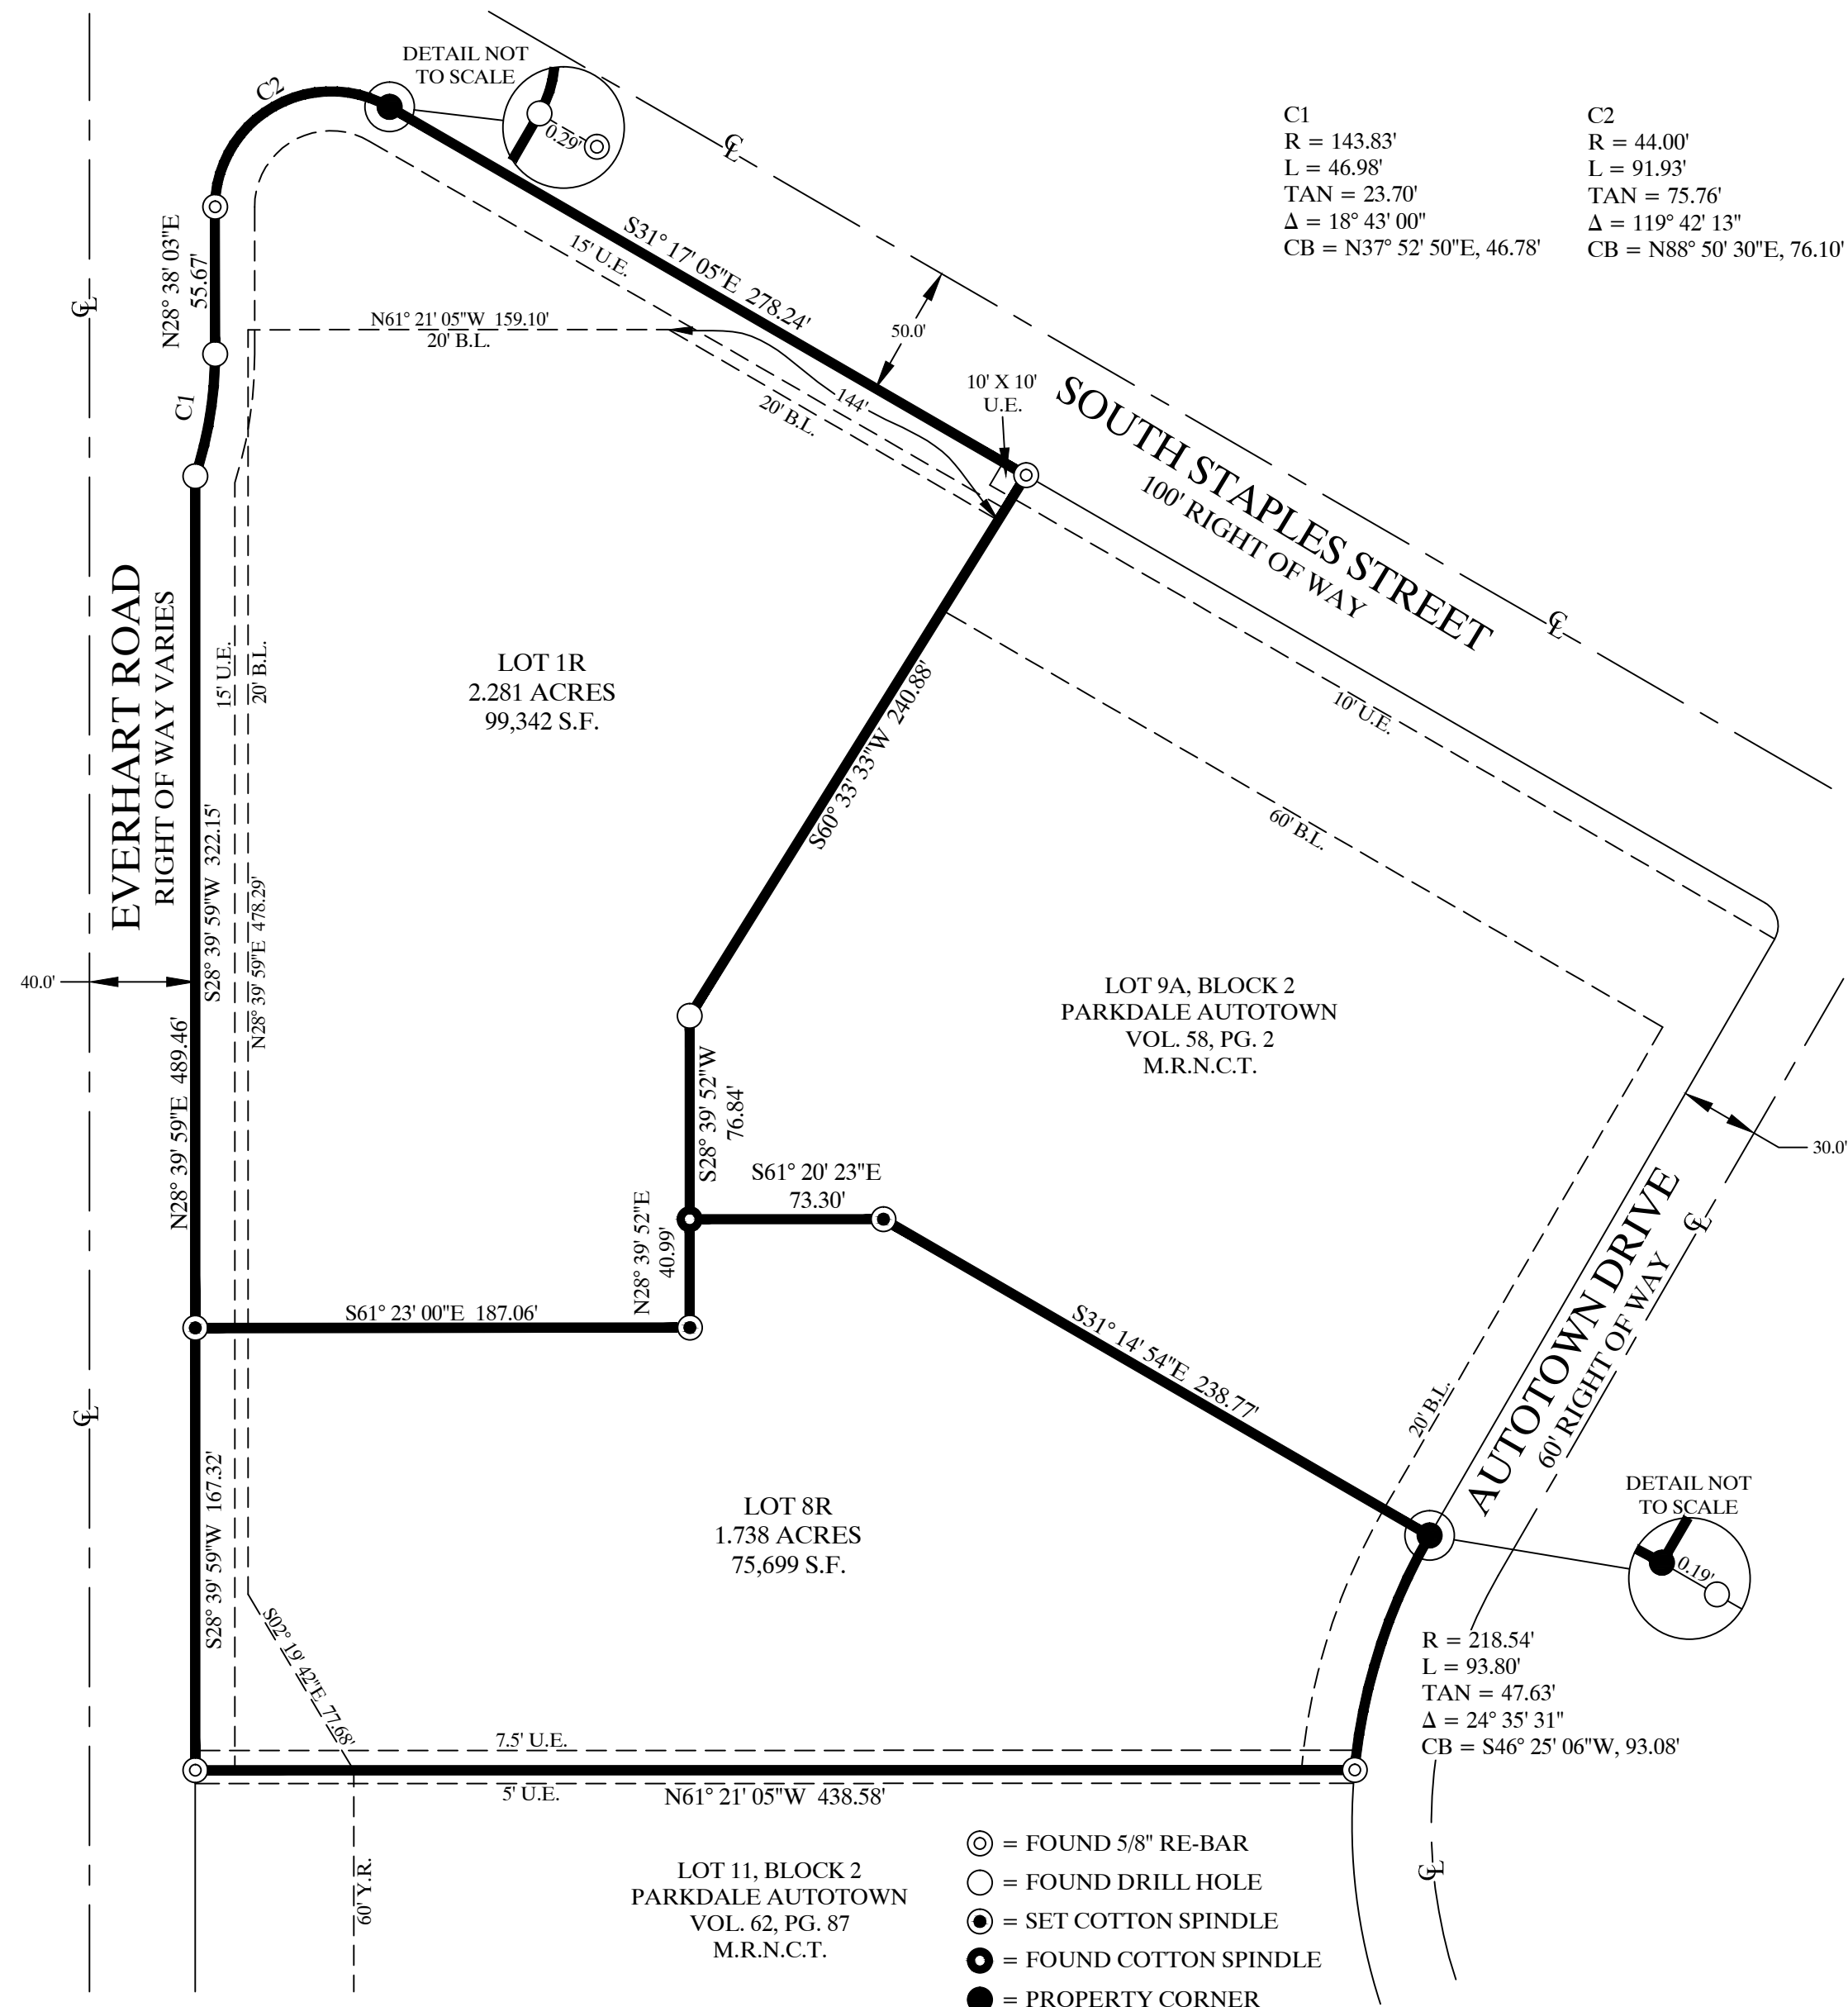 DETAIL NOT
TO SCALE
0.29'
C2
C1
R = 143.83'
L = 46.98'
TAN = 23.70'
Δ = 18° 43' 00"
CB = N37° 52' 50"E, 46.78'
C2
R = 44.00'
L = 91.93'
TAN = 75.76'
Δ = 119° 42' 13"
CB = N88° 50' 30"E, 76.10'
℄
℄
N28° 38' 03"E
55.67'
S31° 17' 05"E 278.24'
15' U.E.
N61° 21' 05"W 159.10'
20' B.L.
50.0'
144'
20' B.L.
10' X 10'
U.E.
C1
SOUTH STAPLES STREET
100' RIGHT OF WAY
℄
EVERHART ROAD
RIGHT OF WAY VARIES
15' U.E.
20' B.L.
LOT 1R
2.281 ACRES
99,342 S.F.
S60° 33' 33"W 240.88'
10' U.E.
60' B.L.
S28° 39' 59"W 322.15'
N28° 39' 59"E 478.29'
40.0'
N28° 39' 59"E 489.46'
LOT 9A, BLOCK 2
PARKDALE AUTOTOWN
VOL. 58, PG. 2
M.R.N.C.T.
S28° 39' 52"W
76.84'
S61° 20' 23"E
73.30'
30.0'
N28° 39' 52"E
40.99'
AUTOTOWN DRIVE
60' RIGHT OF WAY
℄
S61° 23' 00"E 187.06'
S31° 14' 54"E 238.77'
℄
20' B.L.
S28° 39' 59"W 167.32'
LOT 8R
1.738 ACRES
75,699 S.F.
DETAIL NOT
TO SCALE
0.19'
S02° 19' 42"E 77.68'
R = 218.54'
L = 93.80'
TAN = 47.63'
Δ = 24° 35' 31"
CB = S46° 25' 06"W, 93.08'
7.5' U.E.
5' U.E.
N61° 21' 05"W 438.58'
60' Y.R.
LOT 11, BLOCK 2
PARKDALE AUTOTOWN
VOL. 62, PG. 87
M.R.N.C.T.
℄
= FOUND 5/8" RE-BAR
= FOUND DRILL HOLE
= SET COTTON SPINDLE
= FOUND COTTON SPINDLE
= PROPERTY CORNER